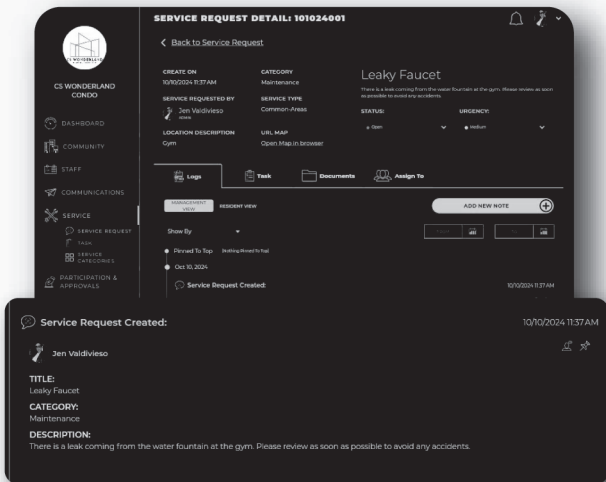 SERVICE REQUEST DETAIL: 101024001
Back to Service Request
CS WONDERLAND
CS WONDERLAND
CONDO
DASHBOARD
COMMUNITY
STAFF
COMMUNICATIONS
SERVICE
SERVICE REQUEST
TASK
SERVICE
CATEGORIES
PARTICIPATION &
APPROVALS
CREATE ON
10/10/2024 11:37 AM
CATEGORY
Maintenance
SERVICE REQUESTED BY
Jen Valdivieso
ADMIN
SERVICE TYPE
Common-Areas
LOCATION DESCRIPTION
Gym
URL MAP
Open Map in browser
Leaky Faucet
There is a leak coming from the water fountain at the gym. Please review as soon
as possible to avoid any accidents.
STATUS:
Open
URGENCY:
Medium
Logs
Task
Documents
Assign To
MANAGEMENT
VIEW
RESIDENT VIEW
ADD NEW NOTE
Show By
Pinned To Top (Nothing Pinned To Top)
Oct 10, 2024
Service Request Created:
10/10/2024 11:37 AM
Service Request Created:
10/10/2024 11:37 AM
Jen Valdivieso
TITLE:
Leaky Faucet
CATEGORY:
Maintenance
DESCRIPTION:
There is a leak coming from the water fountain at the gym. Please review as soon as possible to avoid any accidents.